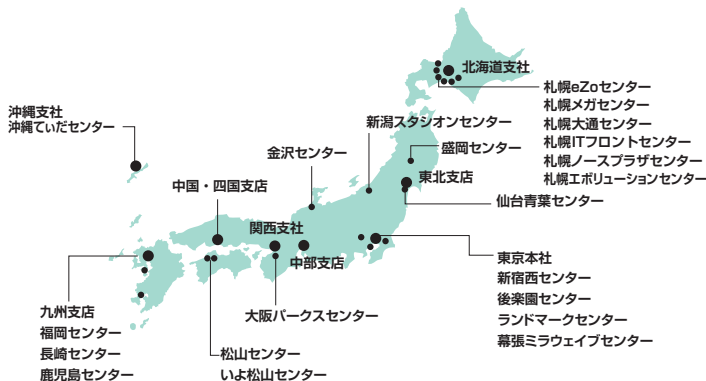 北海道支社
札幌eZoセンター
札幌メガセンター
札幌大通センター
札幌ITフロントセンター
札幌ノースプラザセンター
札幌エボリューションセンター
沖縄支社
沖縄てぃだセンター
新潟スタシオンセンター
盛岡センター
金沢センター
東北支店
仙台青葉センター
中国・四国支店
関西支社
中部支店
東京本社
新宿西センター
後楽園センター
ランドマークセンター
幕張ミラウェイブセンター
大阪パークスセンター
九州支店
福岡センター
長崎センター
鹿児島センター
松山センター
いよ松山センター